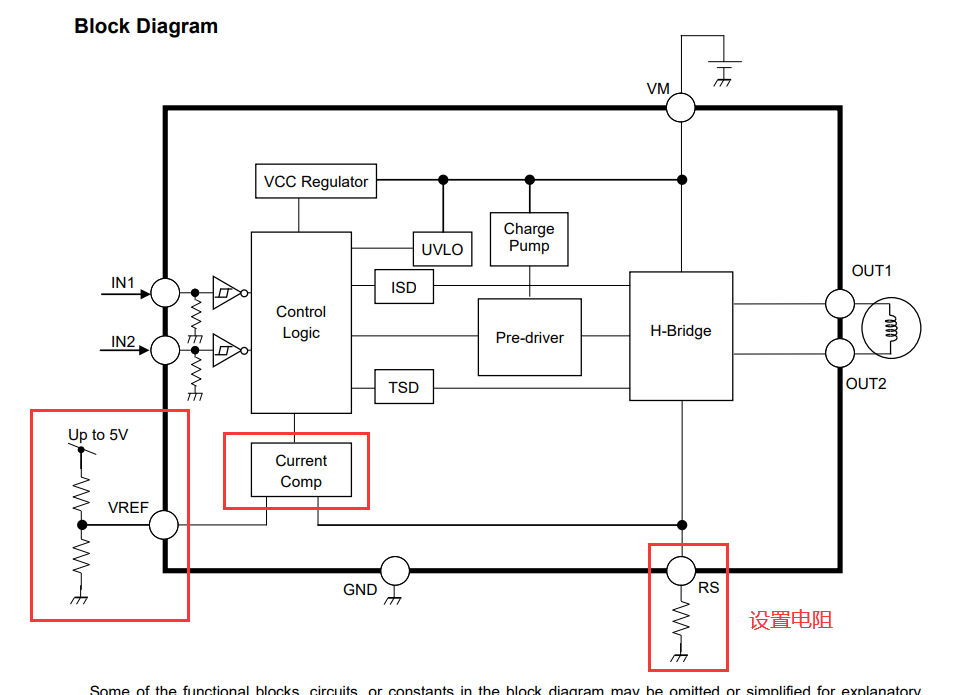 Block Diagram
VM
VCC Regulator
Charge
Pump
UVLO
OUT1
IN1
ISD
Control
Logic
Pre-driver
H-Bridge
IN2
TSD
OUT2
Up to 5V
Current
Comp
VREF
GND
RS
设置电阻
Some of the functional blocks, circuits, or constants in the block diagram may be omitted or simplified for explanatory